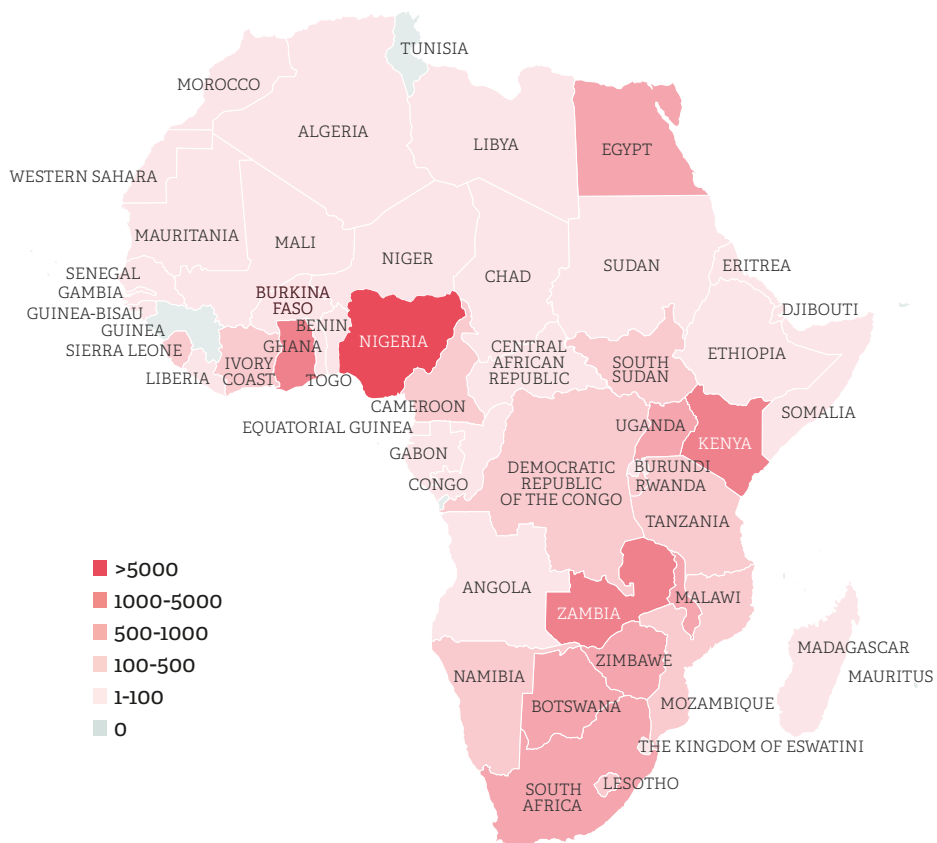 TUNISIA
MOROCCO
ALGERIA
LIBYA
EGYPT
WESTERN SAHARA
MAURITANIA
MALI
NIGER
CHAD
SUDAN
ERITREA
SENEGAL
GAMBIA
BURKINA
FASO
GUINEA-BISAU
GUINEA
BENIN
DJIBOUTI
SIERRA LEONE
GHANA
NIGERIA
IVORY
COAST
CENTRAL
AFRICAN
REPUBLIC
SOUTH
SUDAN
ETHIOPIA
LIBERIA
TOGO
CAMEROON
SOMALIA
EQUATORIAL GUINEA
UGANDA
KENYA
GABON
CONGO
DEMOCRATIC
REPUBLIC
OF THE CONGO
BURUNDI
RWANDA
TANZANIA
>5000
1000-5000
500-1000
100-500
1-100
0
ANGOLA
MALAWI
ZAMBIA
MADAGASCAR
MAURITUS
NAMIBIA
ZIMBAWE
BOTSWANA
MOZAMBIQUE
THE KINGDOM OF ESWATINI
LESOTHO
SOUTH
AFRICA